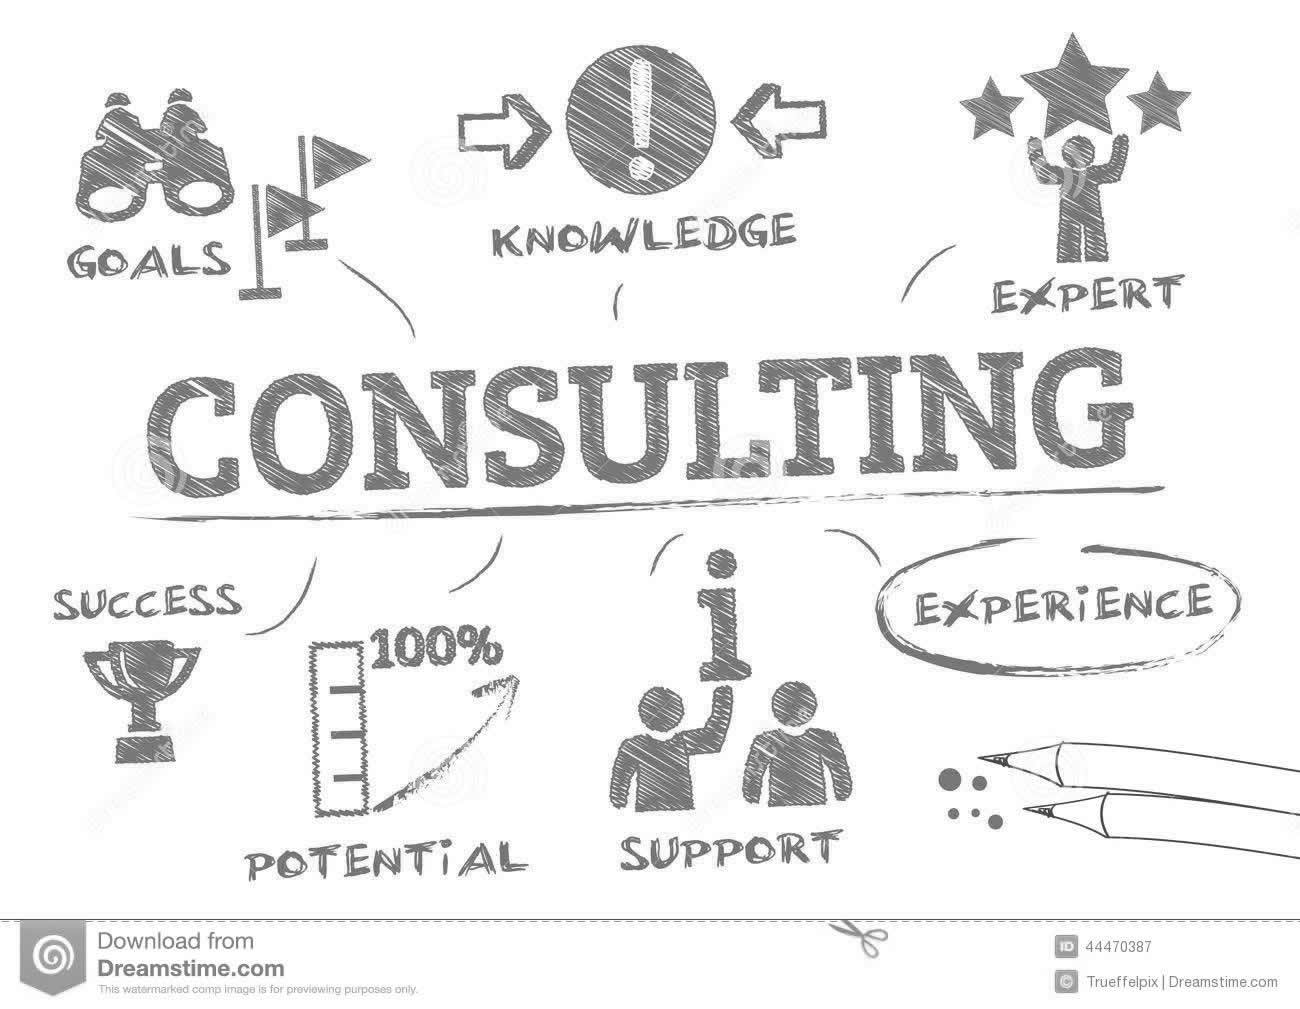 GOALS
KNOWLEDGE
EXPERT
CONSULTING
SUCCESS
100%
POTENTiAL
i
SUPPORT
EXPERiENCE
Download from
Dreamstime.com
This watermarked comp image is for previewing purposes only.
ID 44470387
© Trueffelpix | Dreamstime.com